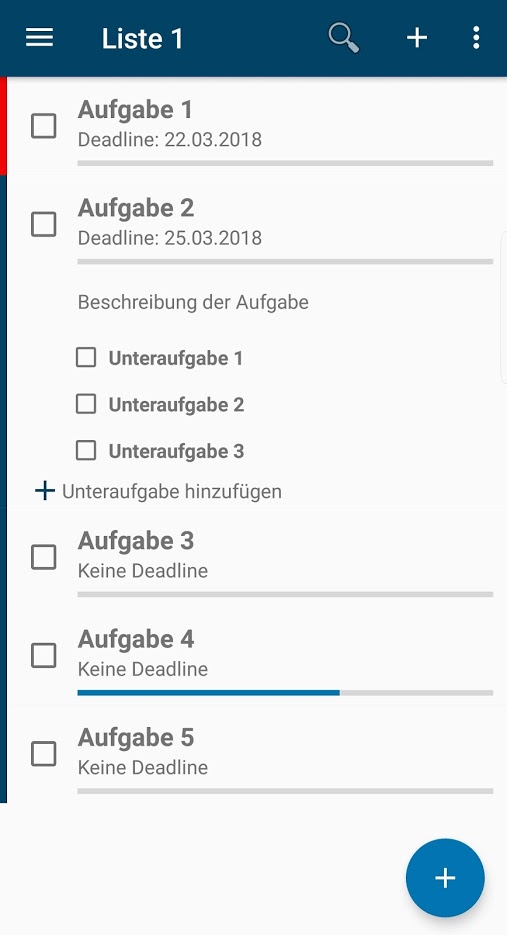 Liste 1
Aufgabe 1
Deadline: 22.03.2018
Aufgabe 2
Deadline: 25.03.2018
Beschreibung der Aufgabe
Unteraufgabe 1
Unteraufgabe 2
Unteraufgabe 3
Unteraufgabe hinzufügen
Aufgabe 3
Keine Deadline
Aufgabe 4
Keine Deadline
Aufgabe 5
Keine Deadline